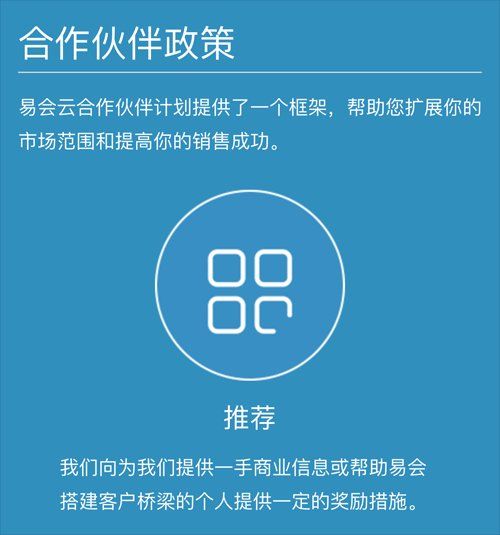 合作伙伴政策
易会云合作伙伴计划提供了一个框架，帮助您扩展你的
市场范围和提高你的销售成功。
推荐
我们向为我们提供一手商业信息或帮助易会
搭建客户桥梁的个人提供一定的奖励措施。